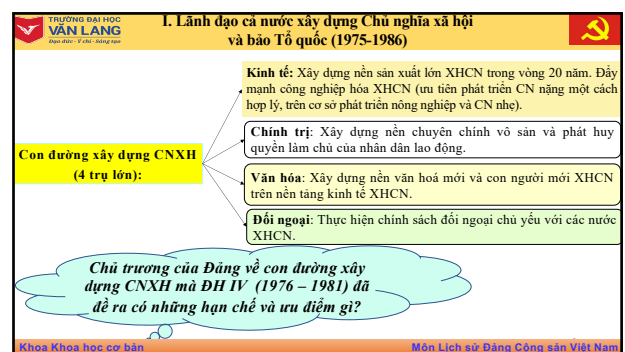 TRƯỜNG ĐẠI HỌC
VĂN LANG
Đạo đức - Ý chí - Sáng tạo
I. Lãnh đạo cả nước xây dựng Chủ nghĩa xã hội
và bảo Tổ quốc (1975-1986)
Kinh tế: Xây dựng nền sản xuất lớn XHCN trong vòng 20 năm. Đẩy
mạnh công nghiệp hóa XHCN (ưu tiên phát triển CN nặng một cách
hợp lý, trên cơ sở phát triển nông nghiệp và CN nhẹ).
Chính trị: Xây dựng nền chuyên chính vô sản và phát huy
quyền làm chủ của nhân dân lao động.
Con đường xây dựng CNXH
(4 trụ lớn):
Văn hóa: Xây dựng nền văn hoá mới và con người mới XHCN
trên nền tảng kinh tế XHCN.
Đối ngoại: Thực hiện chính sách đối ngoại chủ yếu với các nước
XHCN.
Chủ trương của Đảng về con đường xây
dựng CNXH mà ĐH IV (1976 – 1981) đã
đề ra có những hạn chế và ưu điểm gì?
Khoa Khoa học cơ bản
Môn Lịch sử Đảng Cộng sản Việt Nam